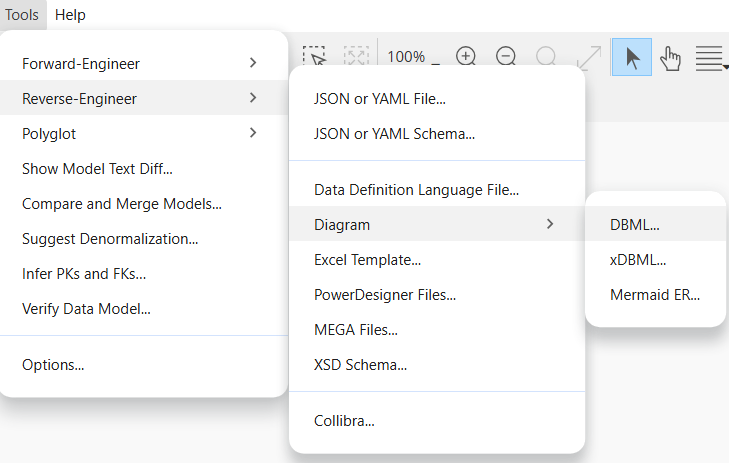 Tools Help
100%
Forward-Engineer
Reverse-Engineer
Polyglot
Show Model Text Diff...
Compare and Merge Models...
Suggest Denormalization...
Infer PKs and FKs...
Verify Data Model...
Options...
JSON or YAML File...
JSON or YAML Schema...
Data Definition Language File...
Diagram
Excel Template...
PowerDesigner Files...
MEGA Files...
XSD Schema...
Collibra...
DBML...
xDBML...
Mermaid ER...